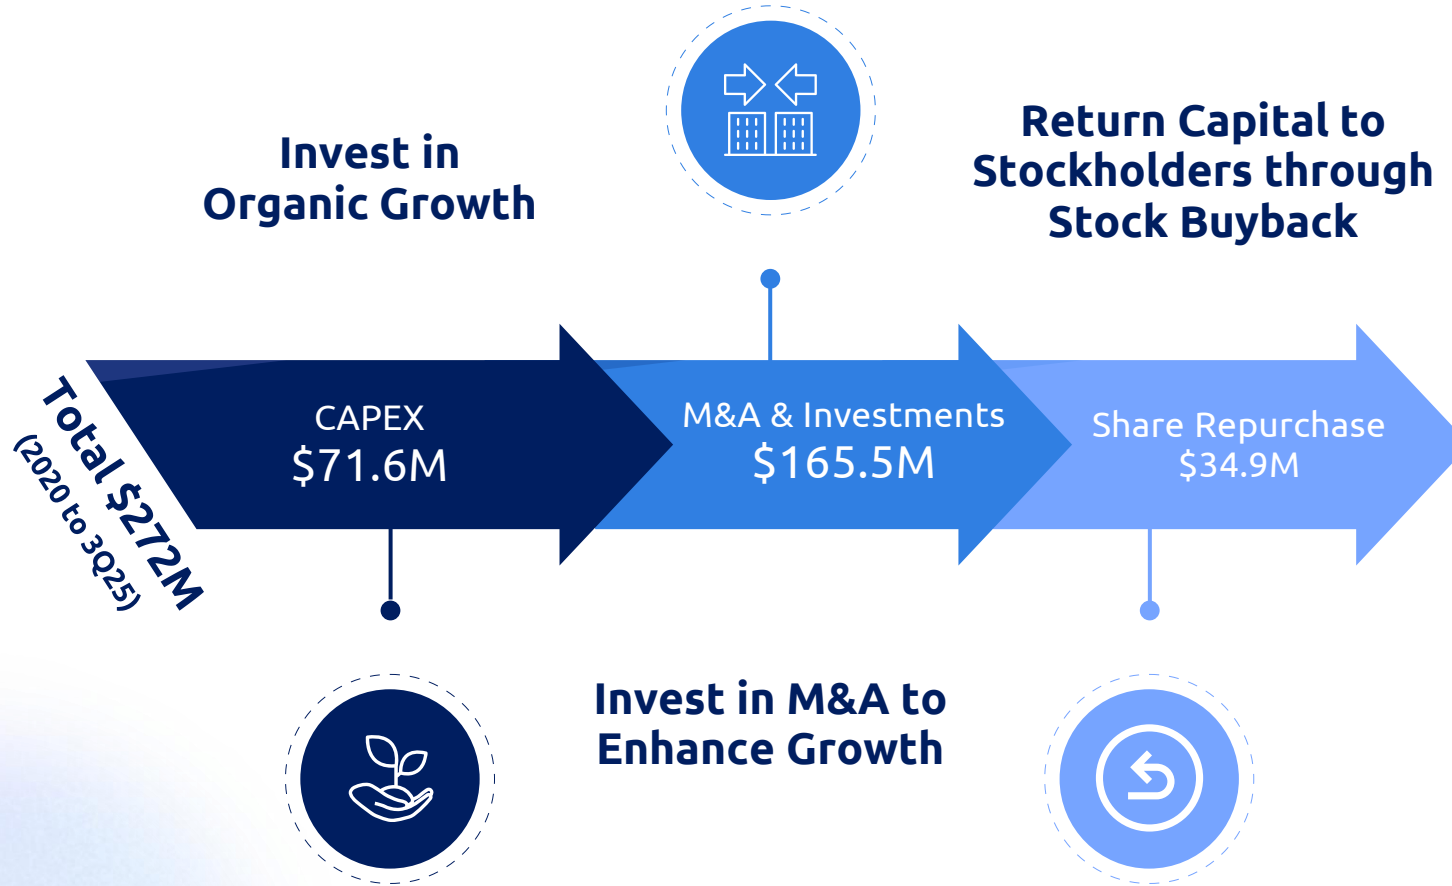 Invest in
Organic Growth
Return Capital to
Stockholders through
Stock Buyback
Total $272M
(2020 to 3Q25)
CAPEX
$71.6M
M&A & Investments
$165.5M
Share Repurchase
$34.9M
Invest in M&A to
Enhance Growth